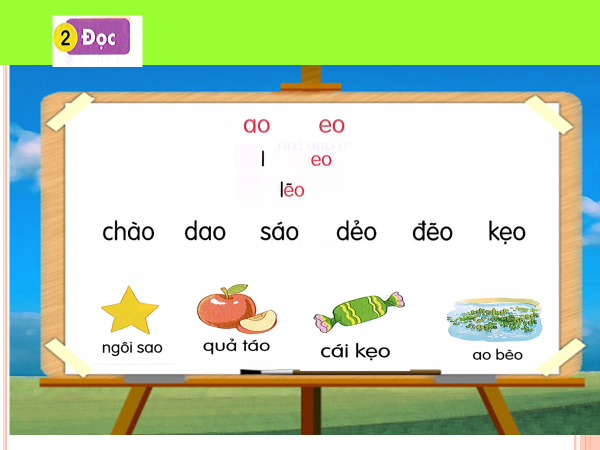 2 Đọc
ao eo
l eo
lẽo
chào dao sáo dẻo đẽo kẹo
ngôi sao quả táo cái kẹo ao bèo